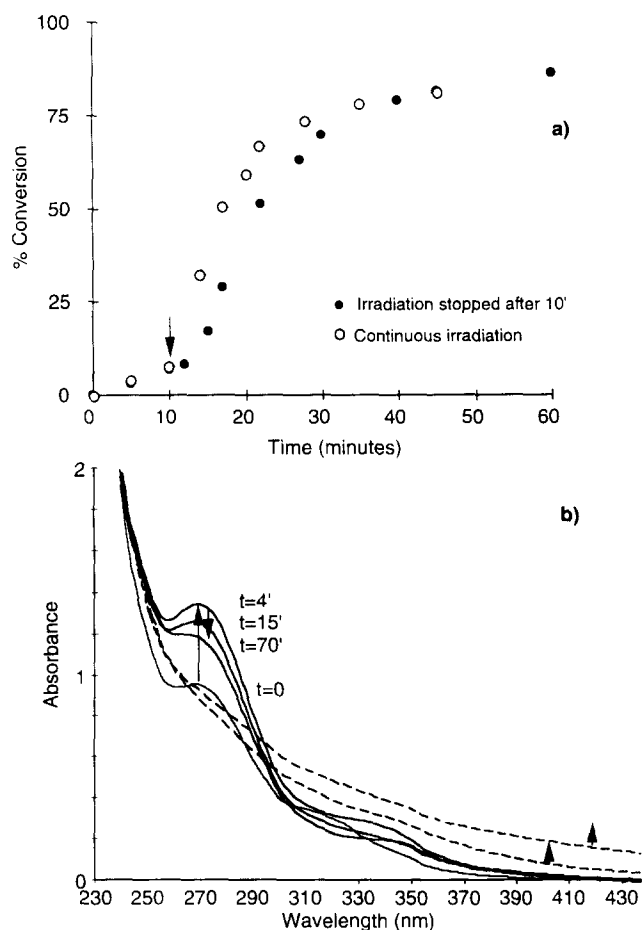 100
75
50
25
0
% Conversion
a)
● Irradiation stopped after 10'
○ Continuous irradiation
0 10 20 30 40 50 60
Time (minutes)
2
1
0
Absorbance
b)
t=4'
t=15'
t=70'
t=0
230 250 270 290 310 330 350 370 390 410 430
Wavelength (nm)